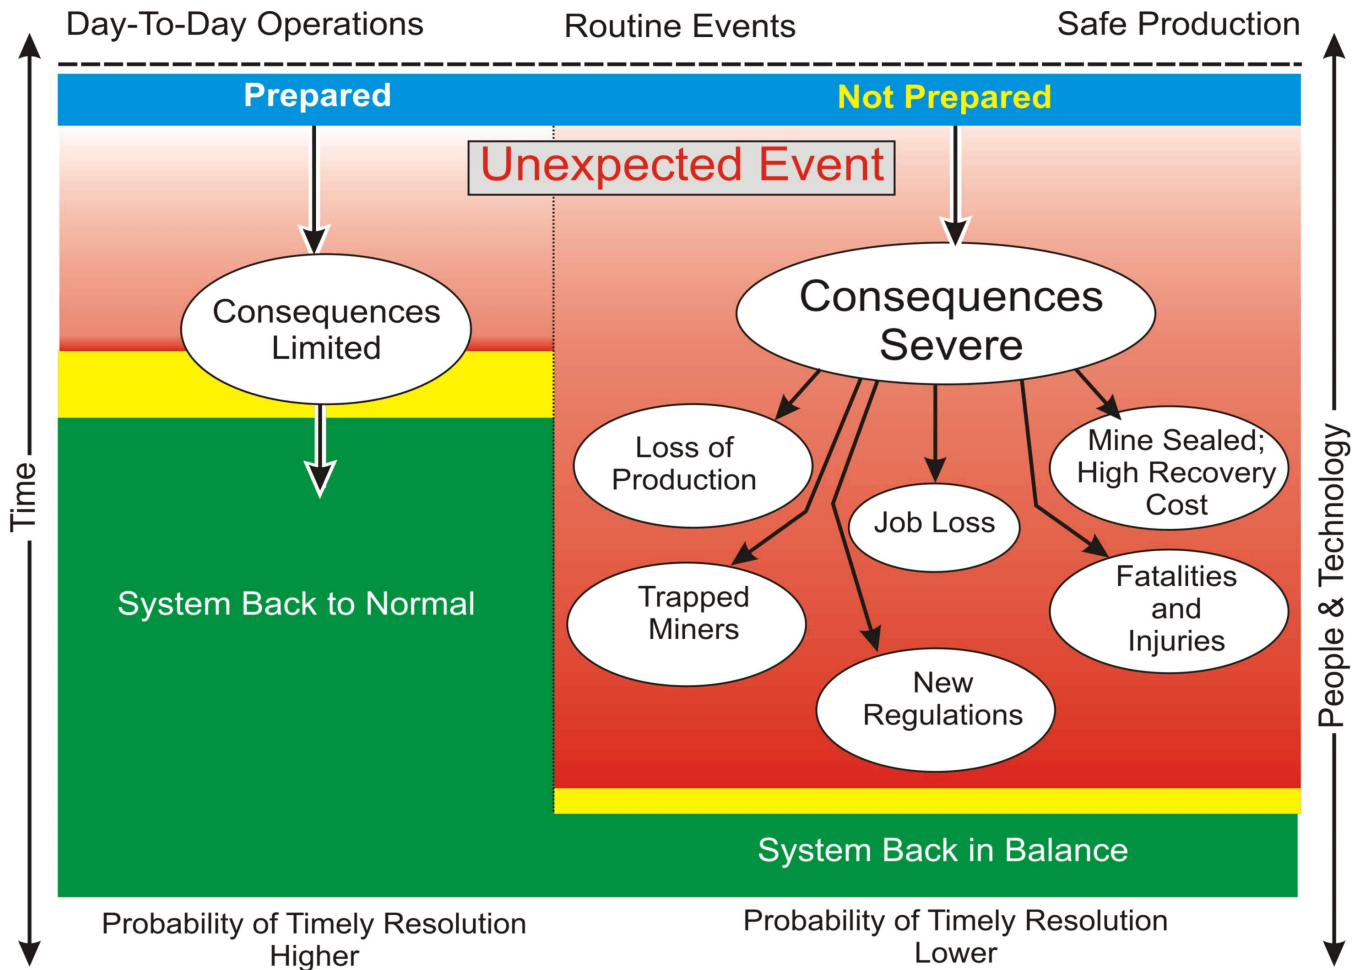 Day-To-Day Operations
Routine Events
Safe Production
Prepared
Not Prepared
Unexpected Event
Consequences
Limited
Consequences
Severe
Loss of
Production
Mine Sealed;
High Recovery
Cost
Job Loss
Trapped
Miners
Fatalities
and
Injuries
New
Regulations
System Back to Normal
System Back in Balance
Time
People & Technology
Probability of Timely Resolution
Higher
Probability of Timely Resolution
Lower